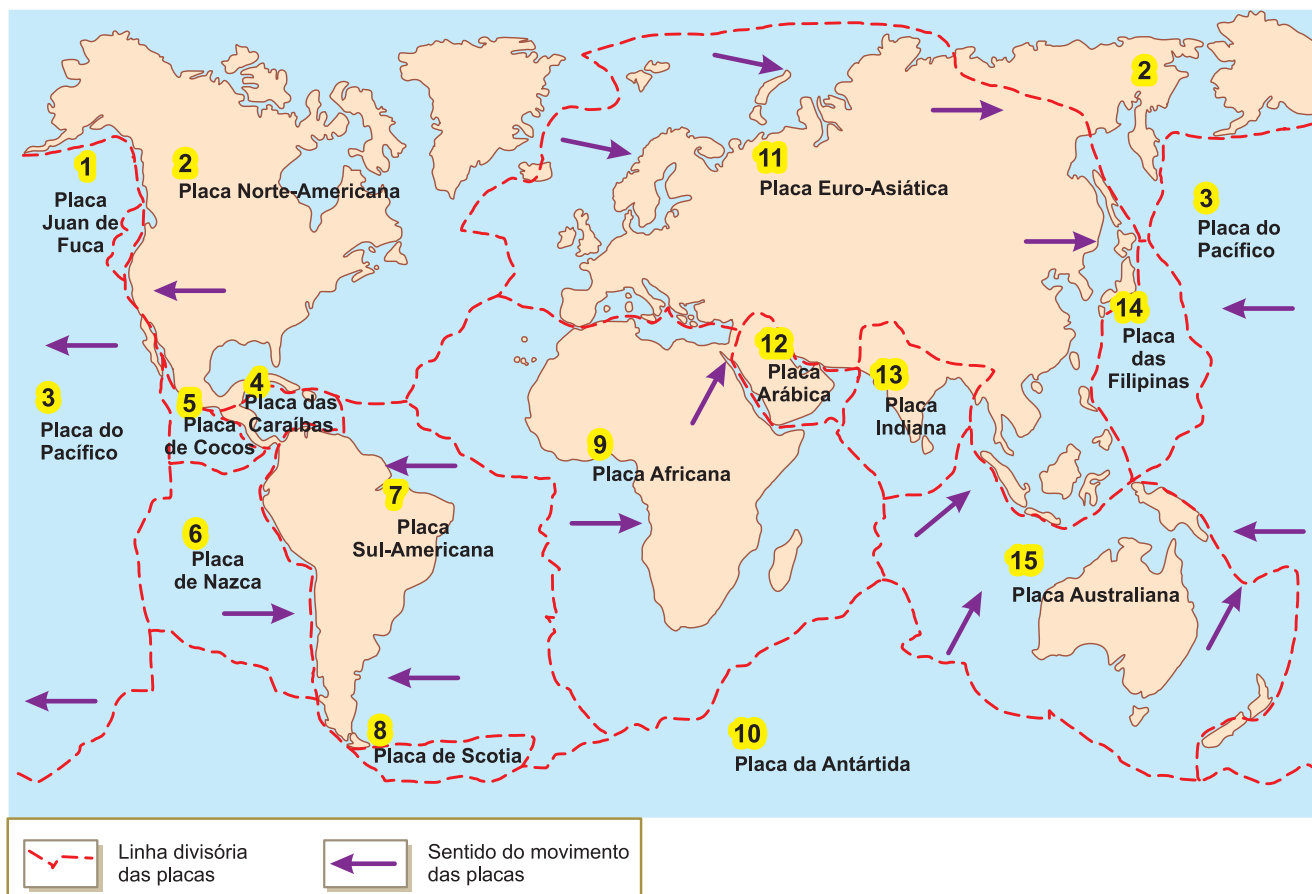 1
Placa
Juan de
Fuca
2
Placa Norte-Americana
3
Placa do
Pacífico
4
Placa das
Caraíbas
5
Placa
de Cocos
6
Placa
de Nazca
7
Placa
Sul-Americana
8
Placa de Scotia
9
Placa Africana
10
Placa da Antártida
11
Placa Euro-Asiática
12
Placa
Arábica
13
Placa
Indiana
14
Placa
das
Filipinas
15
Placa Australiana
2
3
Placa do
Pacífico
Linha divisória
das placas
Sentido do movimento
das placas